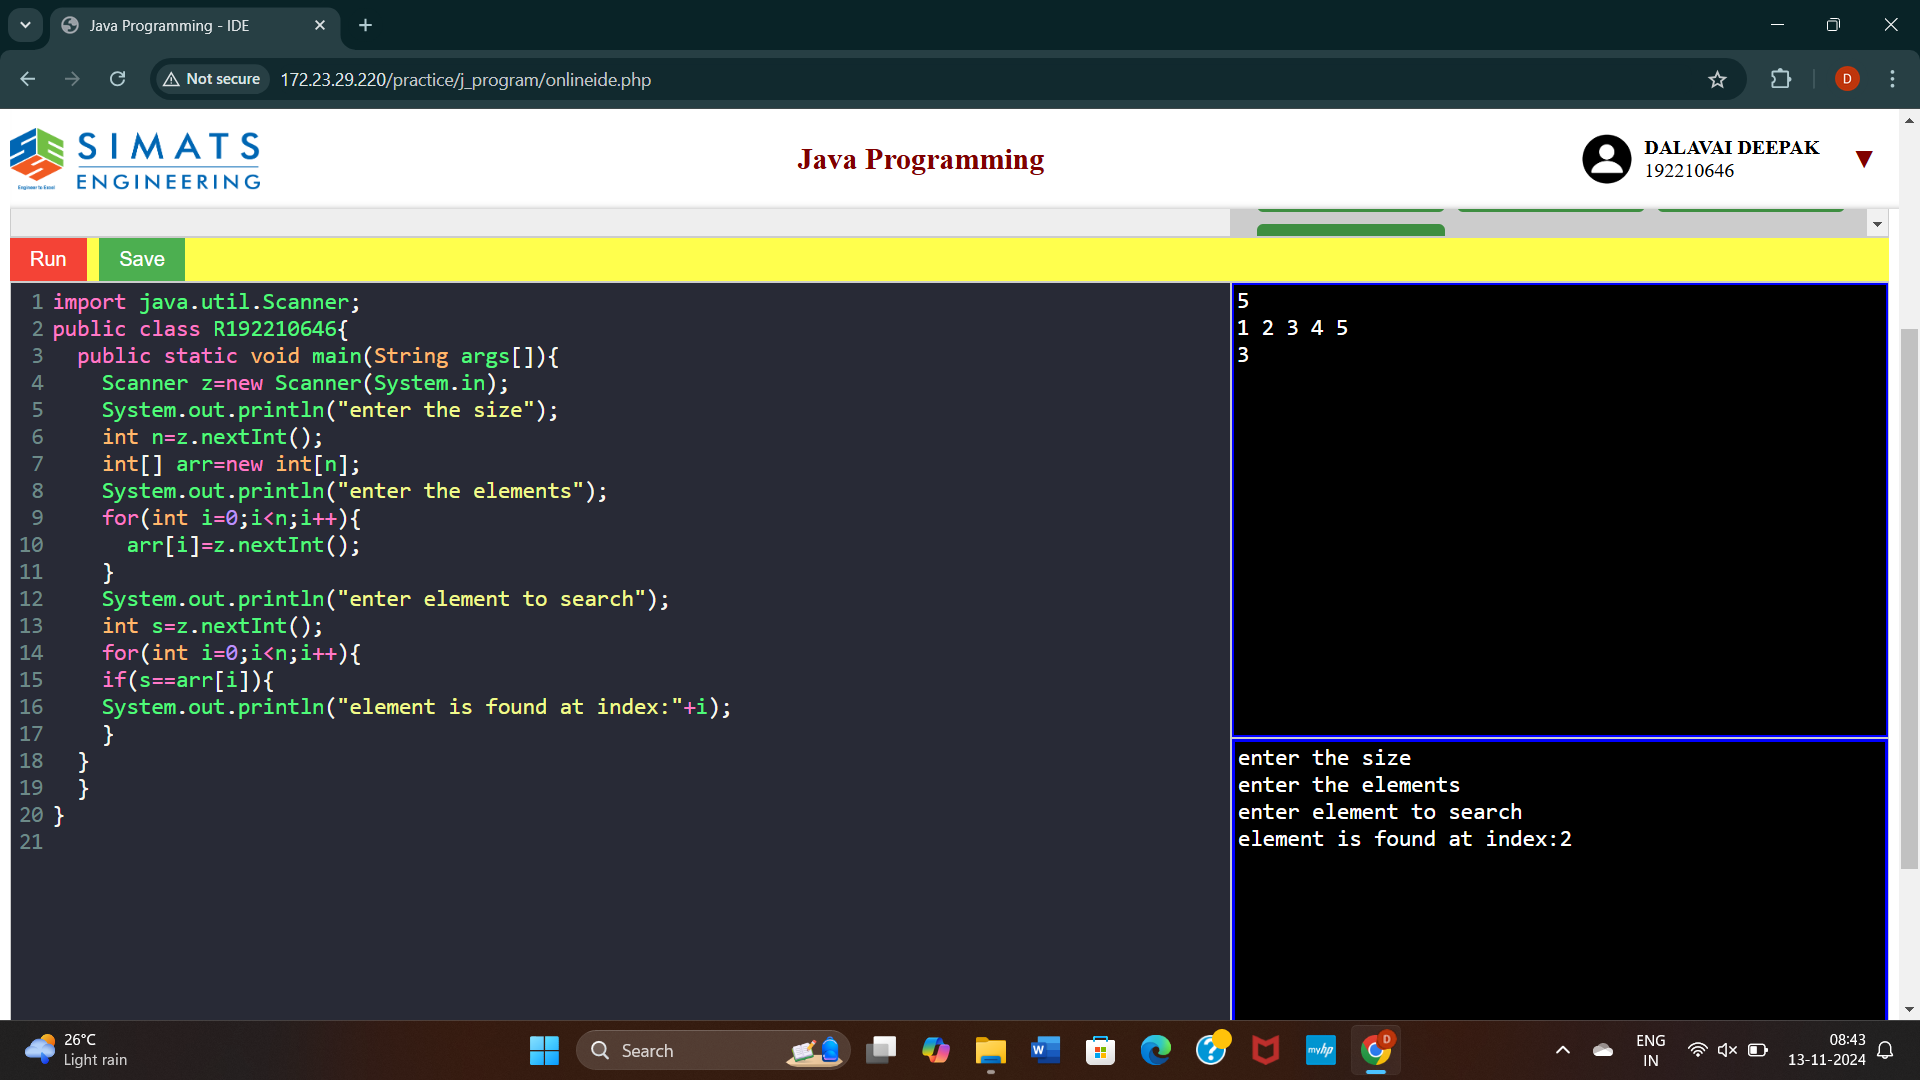 Java Programming - IDE
Not secure
172.23.29.220/practice/j_program/onlineide.php
D
SIMATS
ENGINEERING
Engineer to Excel
Java Programming
DALAVAI DEEPAK
192210646
Run
Save
1 import java.util.Scanner;
2 public class R192210646{
3   public static void main(String args[]){
4     Scanner z=new Scanner(System.in);
5     System.out.println("enter the size");
6     int n=z.nextInt();
7     int[] arr=new int[n];
8     System.out.println("enter the elements");
9     for(int i=0;i<n;i++){
10       arr[i]=z.nextInt();
11     }
12     System.out.println("enter element to search");
13     int s=z.nextInt();
14     for(int i=0;i<n;i++){
15     if(s==arr[i]){
16     System.out.println("element is found at index:"+i);
17     }
18   }
19   }
20 }
21
5
1 2 3 4 5
3
enter the size
enter the elements
enter element to search
element is found at index:2
26°C
Light rain
Search
W
?
myhp
D
ENG
IN
08:43
13-11-2024